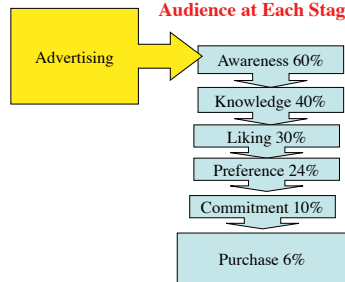 Audience at Each Stag
Advertising
Awareness 60%
Knowledge 40%
Liking 30%
Preference 24%
Commitment 10%
Purchase 6%